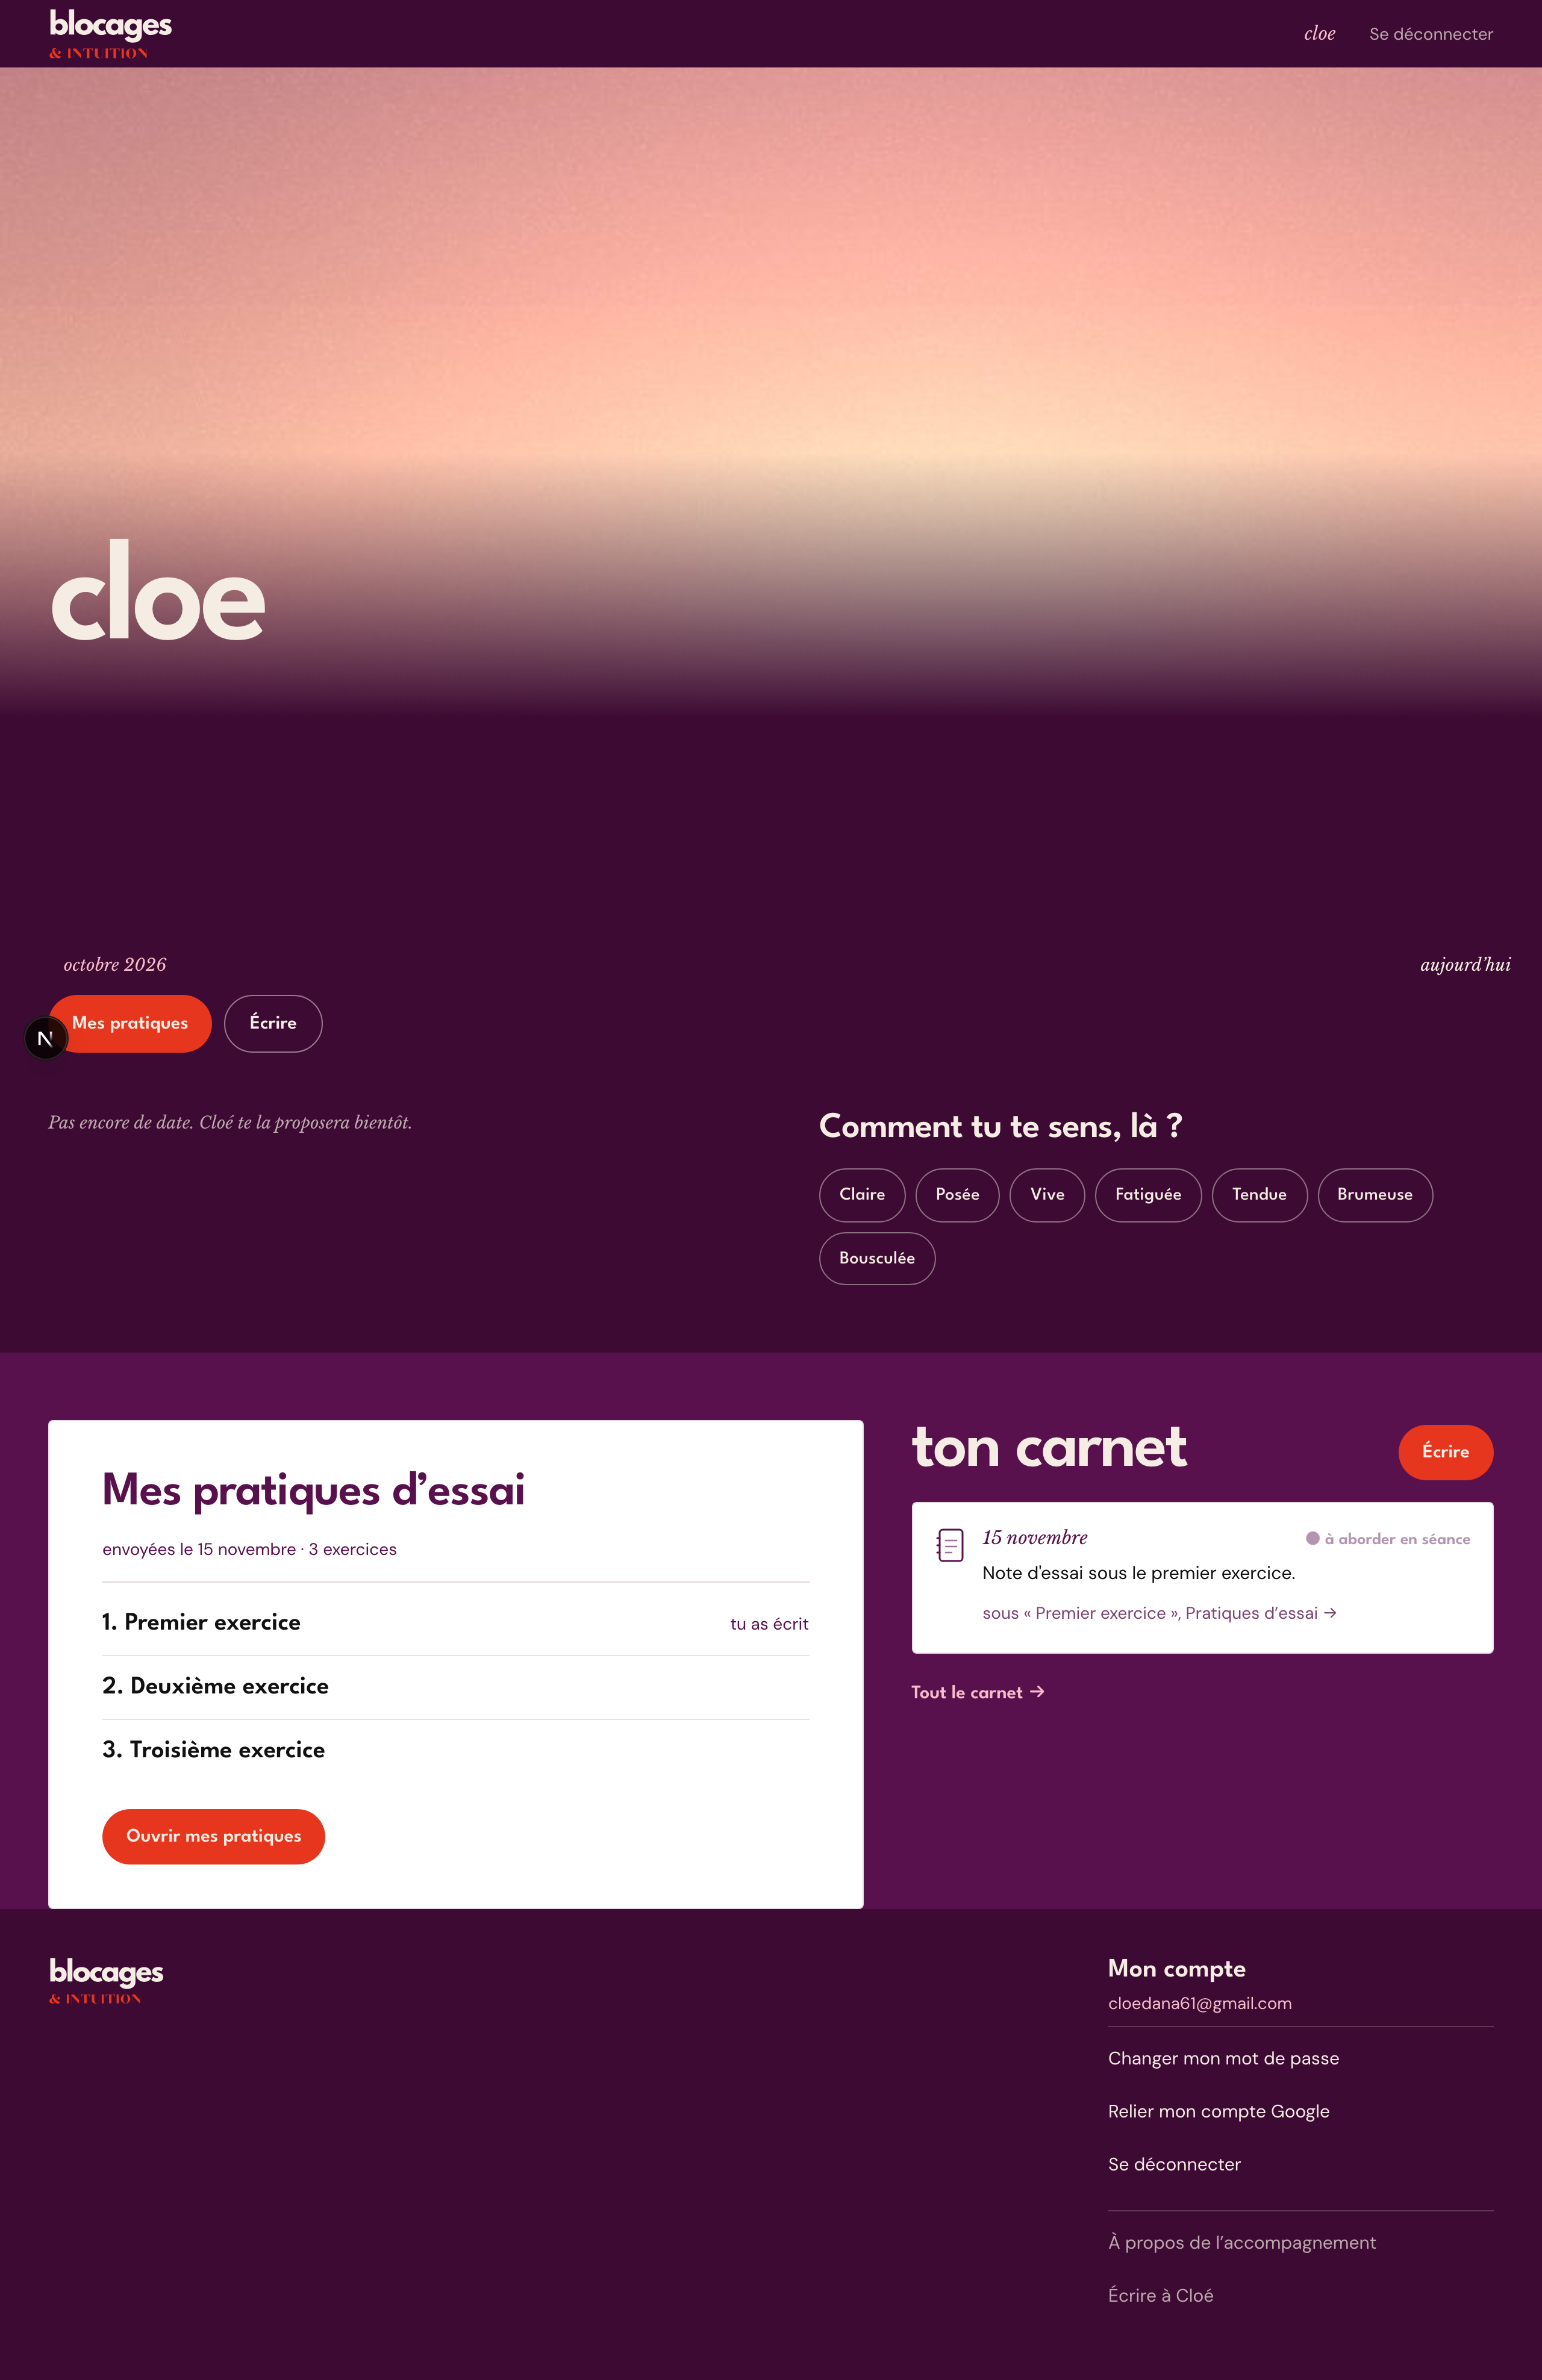 blocages
& INTUITION
cloe
Se déconnecter
cloe
octobre 2026
aujourd’hui
Mes pratiques
Écrire
N
Pas encore de date. Cloé te la proposera bientôt.
Comment tu te sens, là ?
Claire
Posée
Vive
Fatiguée
Tendue
Brumeuse
Bousculée
Mes pratiques d’essai
envoyées le 15 novembre · 3 exercices
1. Premier exercice
tu as écrit
2. Deuxième exercice
3. Troisième exercice
Ouvrir mes pratiques
ton carnet
Écrire
15 novembre
à aborder en séance
Note d'essai sous le premier exercice.
sous « Premier exercice », Pratiques d’essai →
Tout le carnet →
blocages
& INTUITION
Mon compte
cloedana61@gmail.com
Changer mon mot de passe
Relier mon compte Google
Se déconnecter
À propos de l’accompagnement
Écrire à Cloé